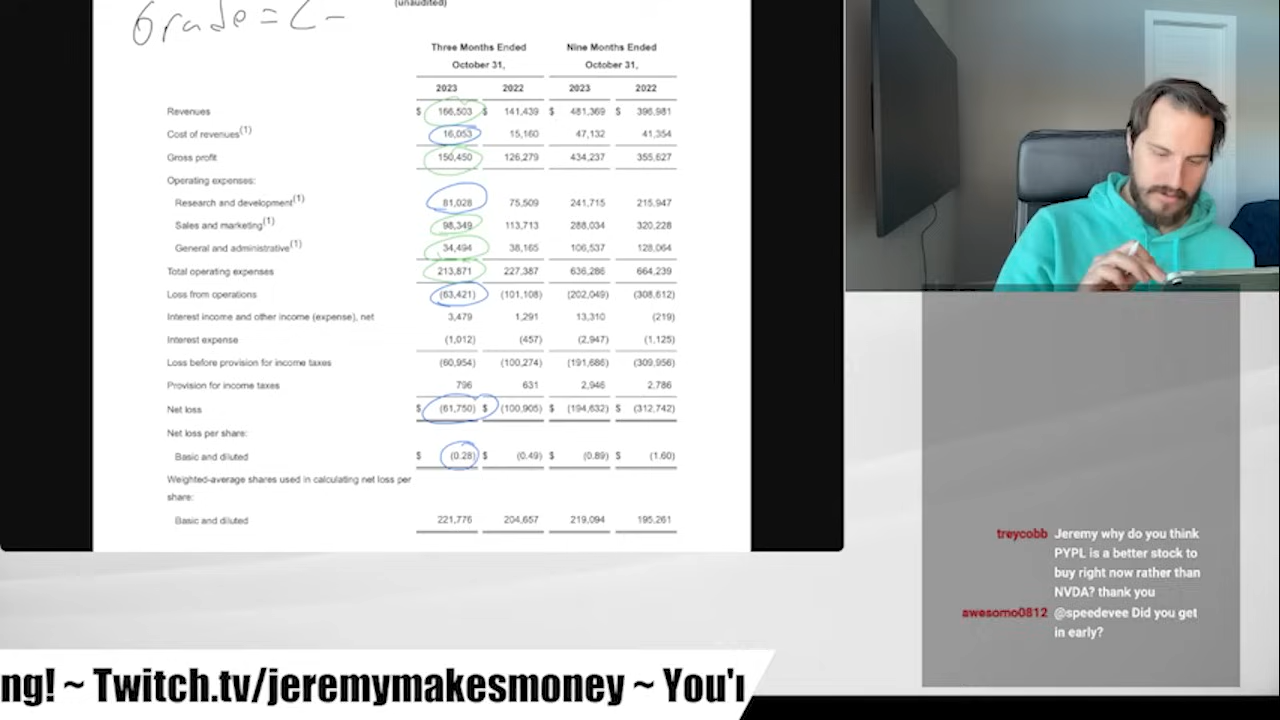 Grade = C-
(unaudited)
Three Months Ended Nine Months Ended
October 31, October 31,
2023 2022 2023 2022
Revenues $ 166,503 $ 141,439 $ 481,369 $ 396,981
Cost of revenues(1) 16,053 15,160 47,132 41,354
Gross profit 150,450 126,279 434,237 355,627
Operating expenses:
Research and development(1) 81,028 75,509 241,715 215,947
Sales and marketing(1) 98,349 113,713 288,034 320,228
General and administrative(1) 34,494 38,165 106,537 128,064
Total operating expenses 213,871 227,387 636,286 664,239
Loss from operations (63,421) (101,108) (202,049) (308,612)
Interest income and other income (expense), net 3,479 1,291 13,310 (219)
Interest expense (1,012) (457) (2,947) (1,125)
Loss before provision for income taxes (60,954) (100,274) (191,686) (309,956)
Provision for income taxes 796 631 2,946 2,786
Net loss $ (61,750) $ (100,905) $ (194,632) $ (312,742)
Net loss per share:
Basic and diluted $ (0.28) $ (0.49) $ (0.89) $ (1.60)
Weighted-average shares used in calculating net loss per
share:
Basic and diluted 221,776 204,657 219,094 195,261
treycobb Jeremy why do you think
PYPL is a better stock to
buy right now rather than
NVDA? thank you
awesomo0812 @speedevee Did you get
in early?
ng! ~ Twitch.tv/jeremymakesmoney ~ You'r